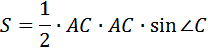 S = 1/2 · AC · AC · sin ∠C